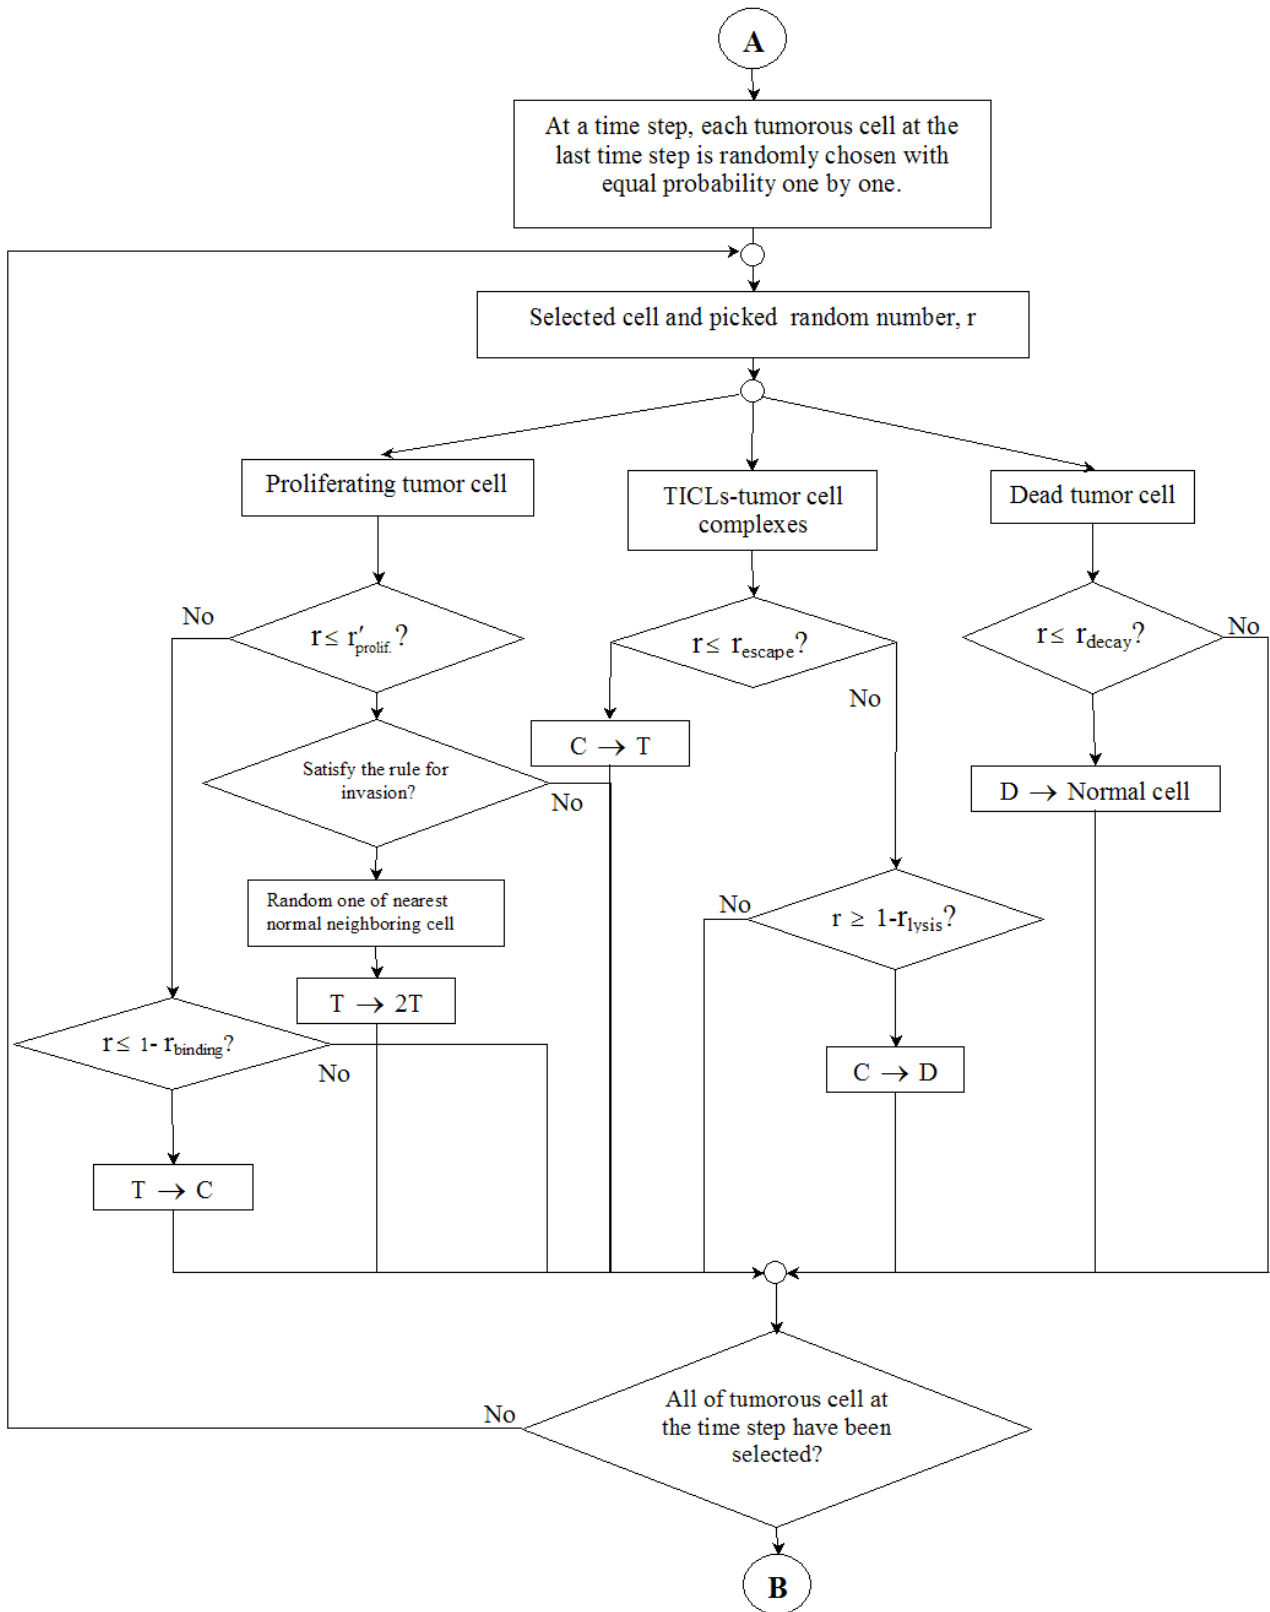 A
At a time step, each tumorous cell at the
last time step is randomly chosen with
equal probability one by one.
Selected cell and picked random number, r
Proliferating tumor cell
TICLs-tumor cell
complexes
Dead tumor cell
No
r ≤ r′prolif.?
r ≤ rescape?
r ≤ rdecay?
No
No
C → T
Satisfy the rule for
invasion?
No
D → Normal cell
Random one of nearest
normal neighboring cell
No
r ≥ 1-rlysis?
T → 2T
r ≤ 1- rbinding?
No
C → D
T → C
All of tumorous cell at
the time step have been
selected?
No
B